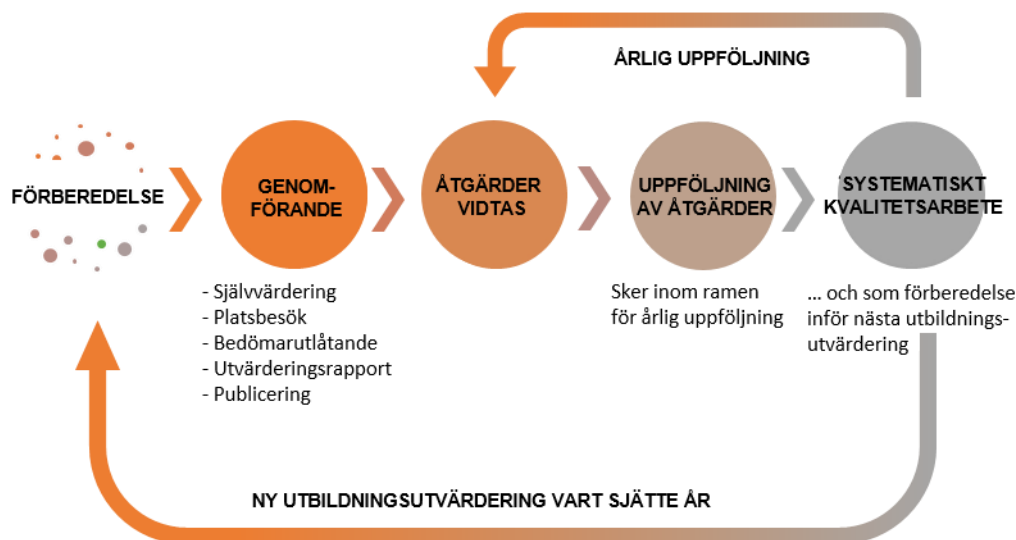 ÅRLIG UPPFÖLJNING
FÖRBEREDELSE
GENOM-
FÖRANDE
ÅTGÄRDER
VIDTAS
UPPFÖLJNING
AV ÅTGÄRDER
SYSTEMATISKT
KVALITETSARBETE
- Självvärdering
- Platsbesök
- Bedömarutlåtande
- Utvärderingsrapport
- Publicering
Sker inom ramen
för årlig uppföljning
... och som förberedelse
inför nästa utbildnings-
utvärdering
NY UTBILDNINGSUTVÄRDERING VART SJÄTTE ÅR